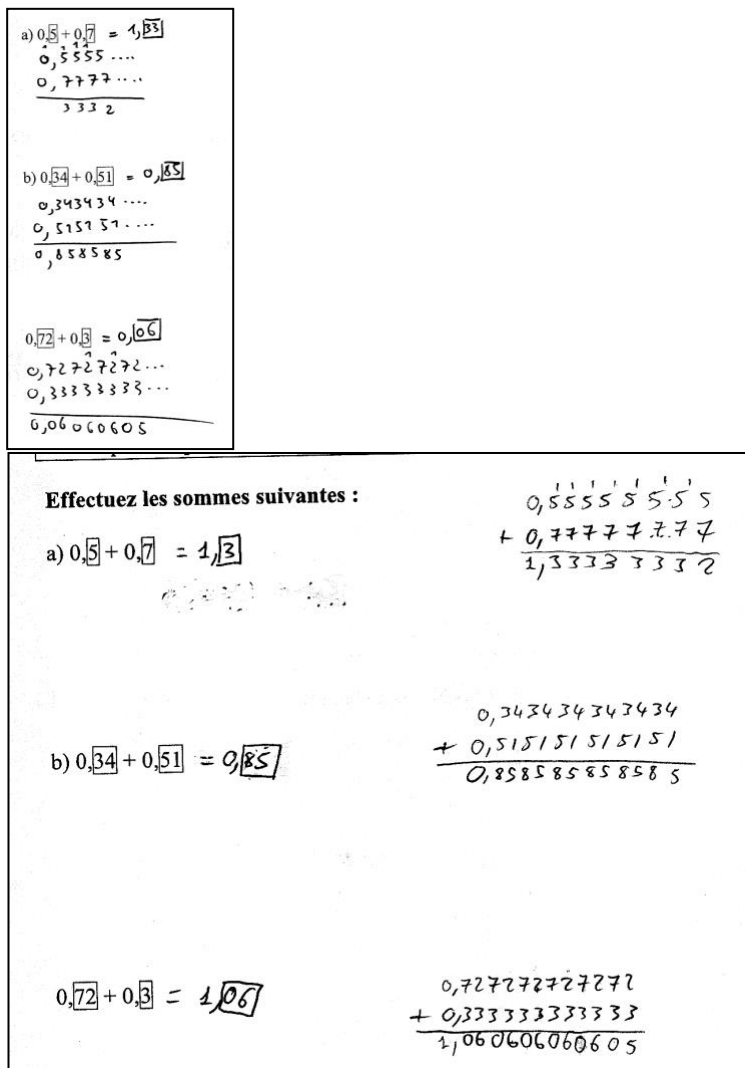 a) 0,5 + 0,7 = 1,33
0,5555 ....
0,7777 ....
3332
b) 0,34 + 0,51 = 0,85
0,343434 ....
0,515151 ....
0,858585
0,72 + 0,3 = 0,06
0,72727272...
0,33333333...
0,06060605
Effectuez les sommes suivantes :
a) 0,5 + 0,7 = 1,3
0,55555555
+ 0,77777777
1,33333332
b) 0,34 + 0,51 = 0,85
0,343434343434
+ 0,515151515151
0,858585858585
0,72 + 0,3 = 1,06
0,727272727272
+ 0,333333333333
1,060606060605